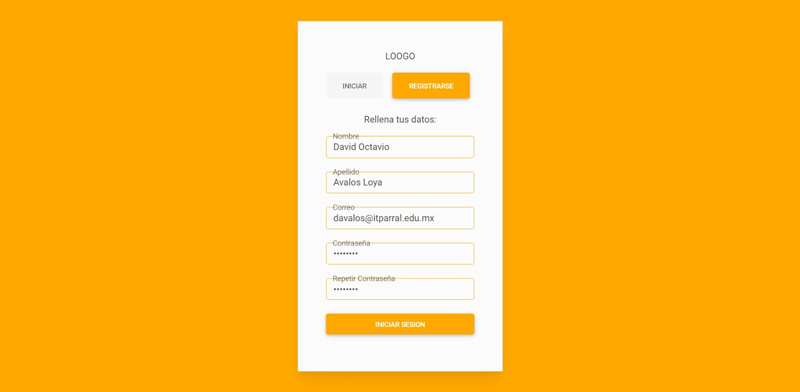 LOOGO
INICIAR
REGISTRARSE
Rellena tus datos:
Nombre
David Octavio
Apellido
Avalos Loya
Correo
davalos@itparral.edu.mx
Contraseña
••••••••
Repetir Contraseña
••••••••
INICIAR SESION